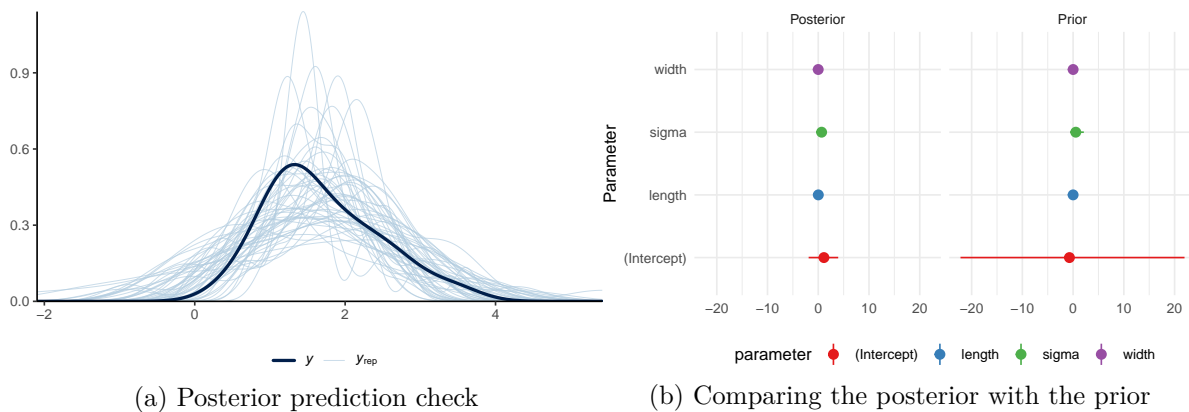 0.9
0.6
0.3
0.0
−2 0 2 4
y yrep
(a) Posterior prediction check
Posterior Prior
Parameter
width
sigma
length
(Intercept)
−20 −10 0 10 20 −20 −10 0 10 20
parameter (Intercept) length sigma width
(b) Comparing the posterior with the prior